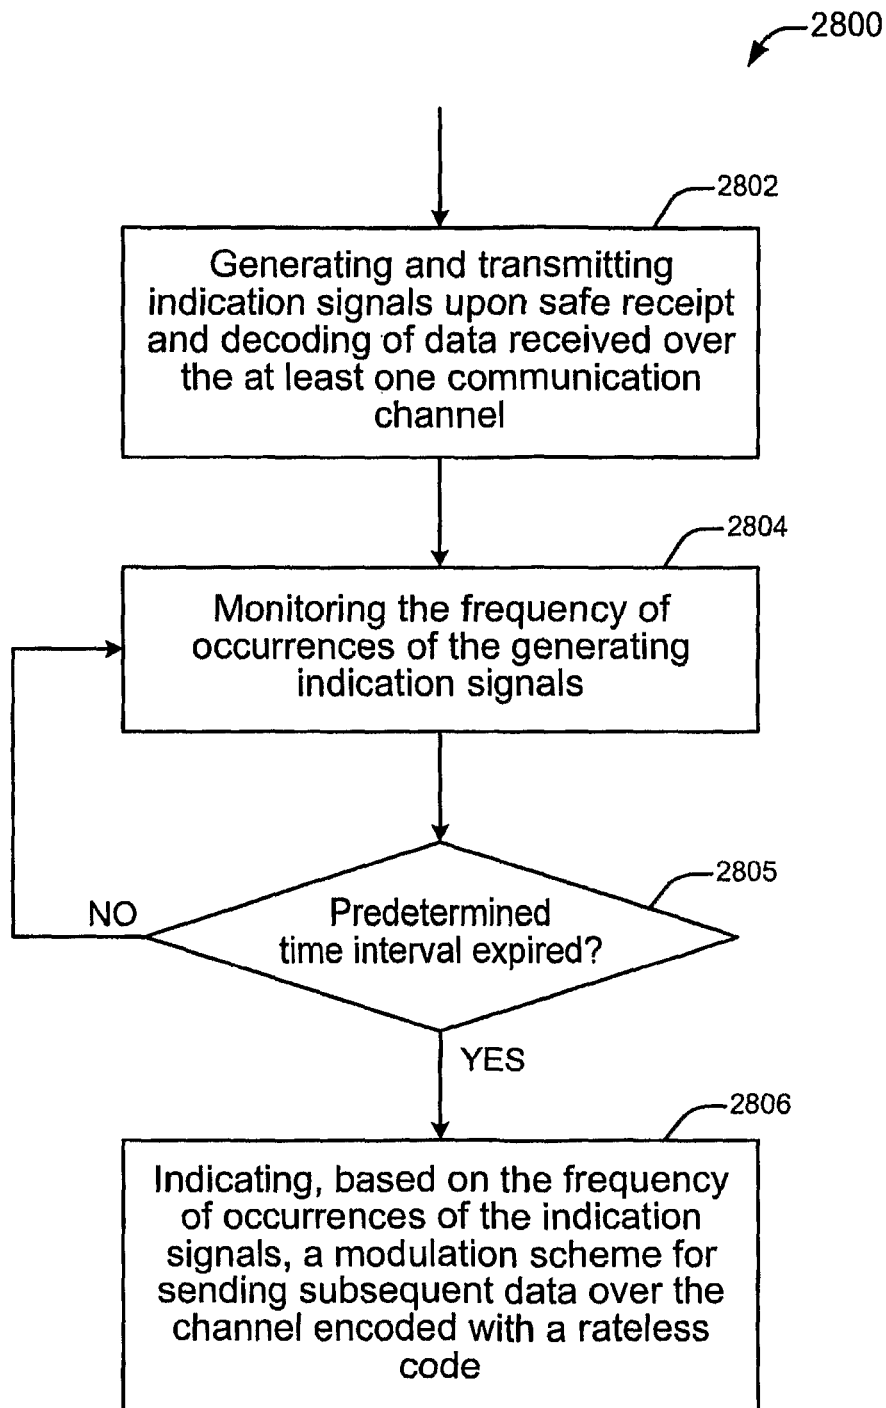 2800
2802
Generating and transmitting
indication signals upon safe receipt
and decoding of data received over
the at least one communication
channel
2804
Monitoring the frequency of
occurrences of the generating
indication signals
2805
Predetermined
time interval expired?
NO
YES
2806
Indicating, based on the frequency
of occurrences of the indication
signals, a modulation scheme for
sending subsequent data over the
channel encoded with a rateless
code